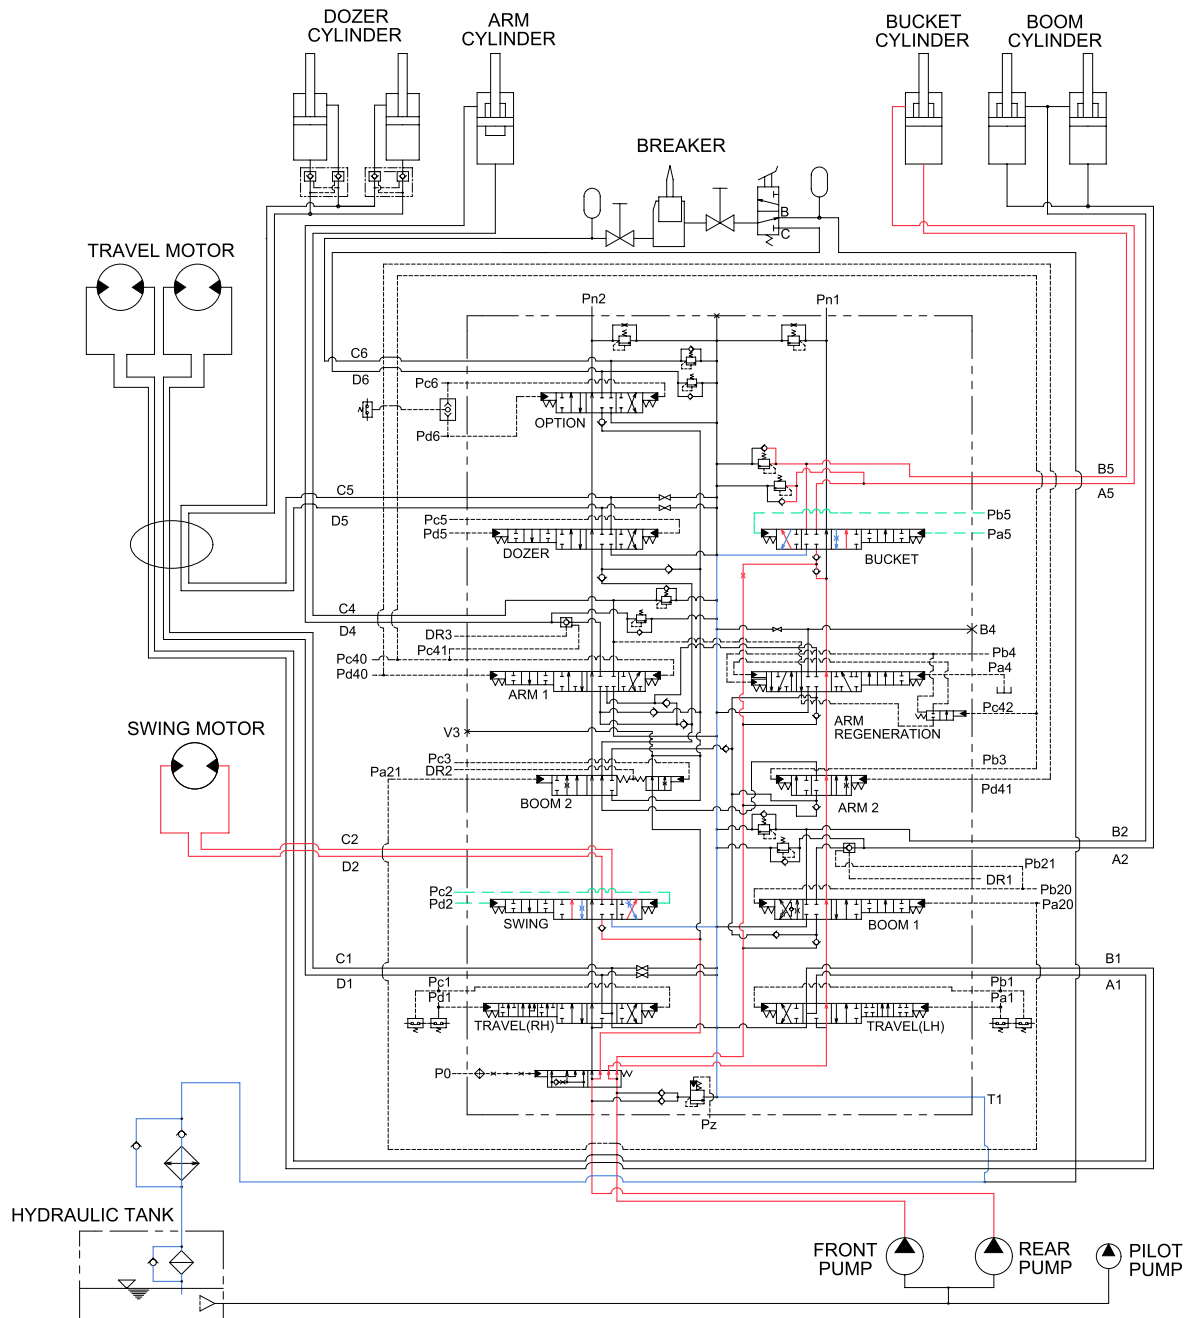 DOZER
CYLINDER
ARM
CYLINDER
BUCKET
CYLINDER
BOOM
CYLINDER
BREAKER
B
C
TRAVEL MOTOR
Pn2
Pn1
C6
D6
Pc6
Pd6
OPTION
B5
A5
C5
D5
Pc5
Pd5
DOZER
Pb5
Pa5
BUCKET
C4
D4
DR3
Pc41
Pc40
Pd40
ARM 1
B4
Pb4
Pa4
Pc42
ARM
REGENERATION
SWING MOTOR
V3
Pc3
DR2
Pa21
BOOM 2
Pb3
Pd41
ARM 2
C2
D2
B2
A2
Pb21
DR1
Pc2
Pd2
SWING
Pb20
Pa20
BOOM 1
C1
D1
B1
A1
Pc1
Pd1
TRAVEL(RH)
Pb1
Pa1
TRAVEL(LH)
P0
Pz
T1
HYDRAULIC TANK
FRONT
PUMP
REAR
PUMP
PILOT
PUMP